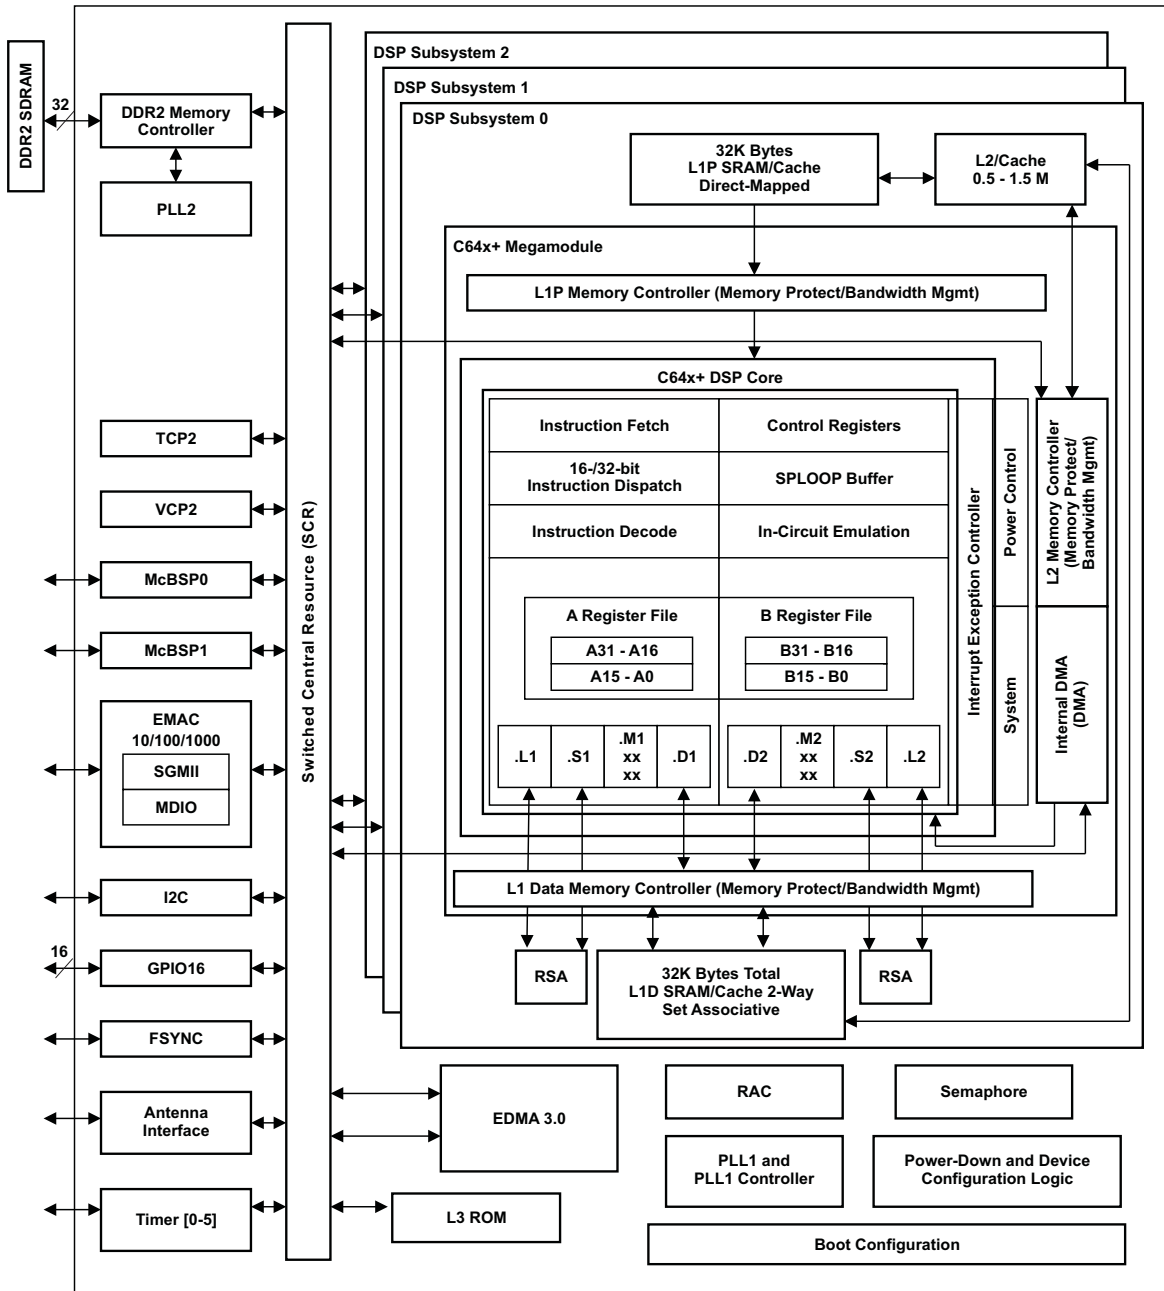 DDR2 SDRAM
32
DDR2 Memory
Controller
PLL2
TCP2
VCP2
McBSP0
McBSP1
EMAC
10/100/1000
SGMII
MDIO
I2C
16
GPIO16
FSYNC
Antenna
Interface
Timer [0-5]
Switched Central Resource (SCR)
DSP Subsystem 2
DSP Subsystem 1
DSP Subsystem 0
32K Bytes
L1P SRAM/Cache
Direct-Mapped
L2/Cache
0.5 - 1.5 M
C64x+ Megamodule
L1P Memory Controller (Memory Protect/Bandwidth Mgmt)
C64x+ DSP Core
Instruction Fetch
Control Registers
16-/32-bit
Instruction Dispatch
SPLOOP Buffer
Instruction Decode
In-Circuit Emulation
A Register File
A31 - A16
A15 - A0
B Register File
B31 - B16
B15 - B0
.L1
.S1
.M1
xx
xx
.D1
.D2
.M2
xx
xx
.S2
.L2
Interrupt Exception Controller
Power Control
System
L2 Memory Controller
(Memory Protect/
Bandwidth Mgmt)
Internal DMA
(DMA)
L1 Data Memory Controller (Memory Protect/Bandwidth Mgmt)
RSA
32K Bytes Total
L1D SRAM/Cache 2-Way
Set Associative
RSA
EDMA 3.0
L3 ROM
RAC
Semaphore
PLL1 and
PLL1 Controller
Power-Down and Device
Configuration Logic
Boot Configuration